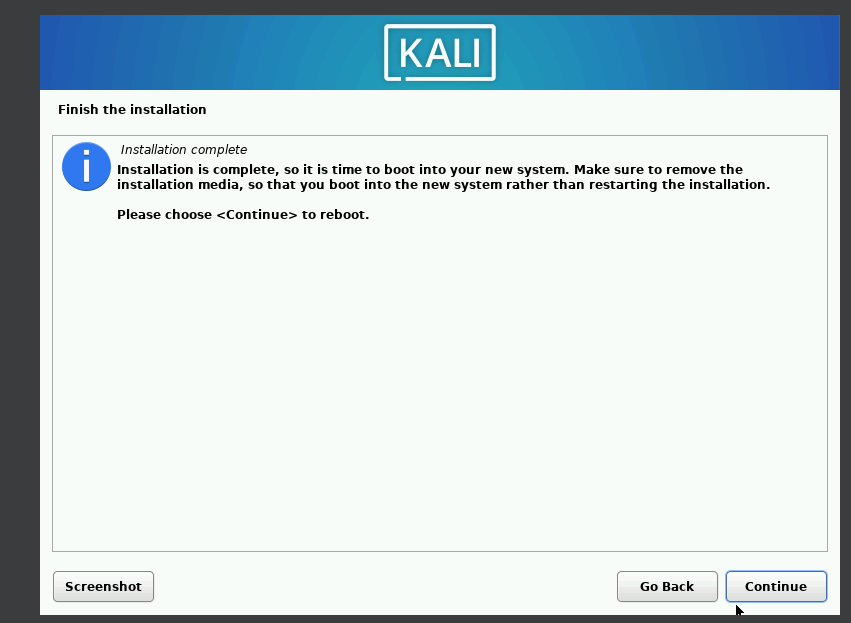 KALI
Finish the installation
Installation complete
Installation is complete, so it is time to boot into your new system. Make sure to remove the
installation media, so that you boot into the new system rather than restarting the installation.
Please choose <Continue> to reboot.
Screenshot
Go Back
Continue